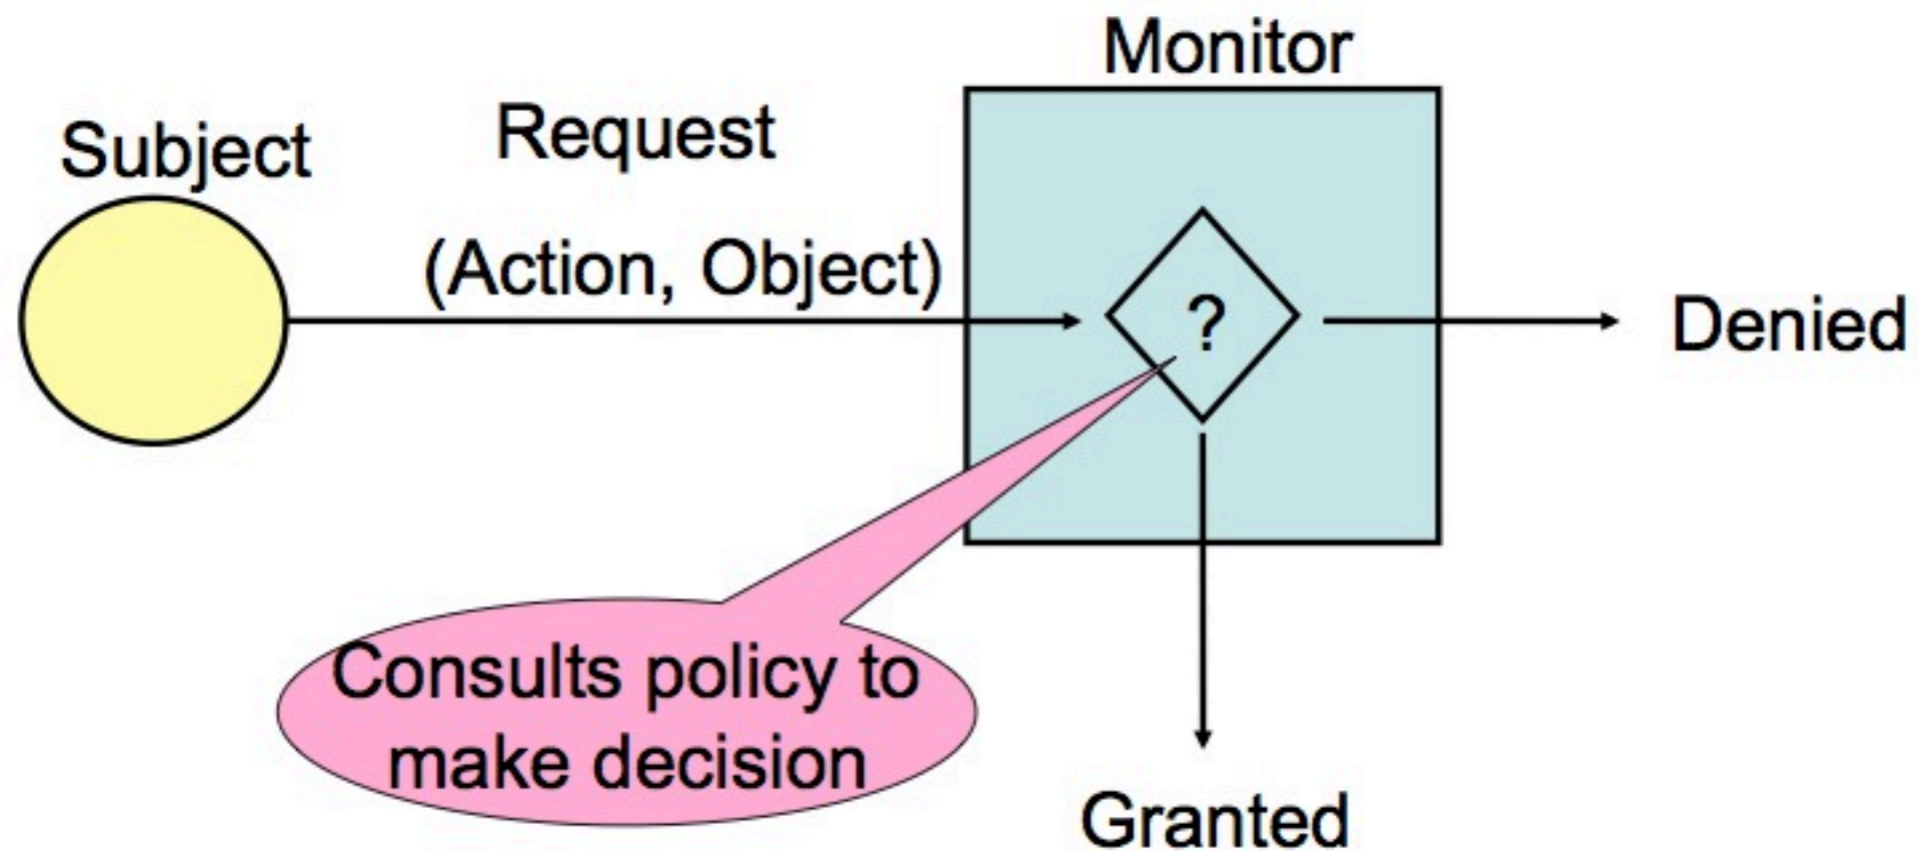 Monitor
Subject
Request
(Action, Object)
?
Denied
Consults policy to
make decision
Granted